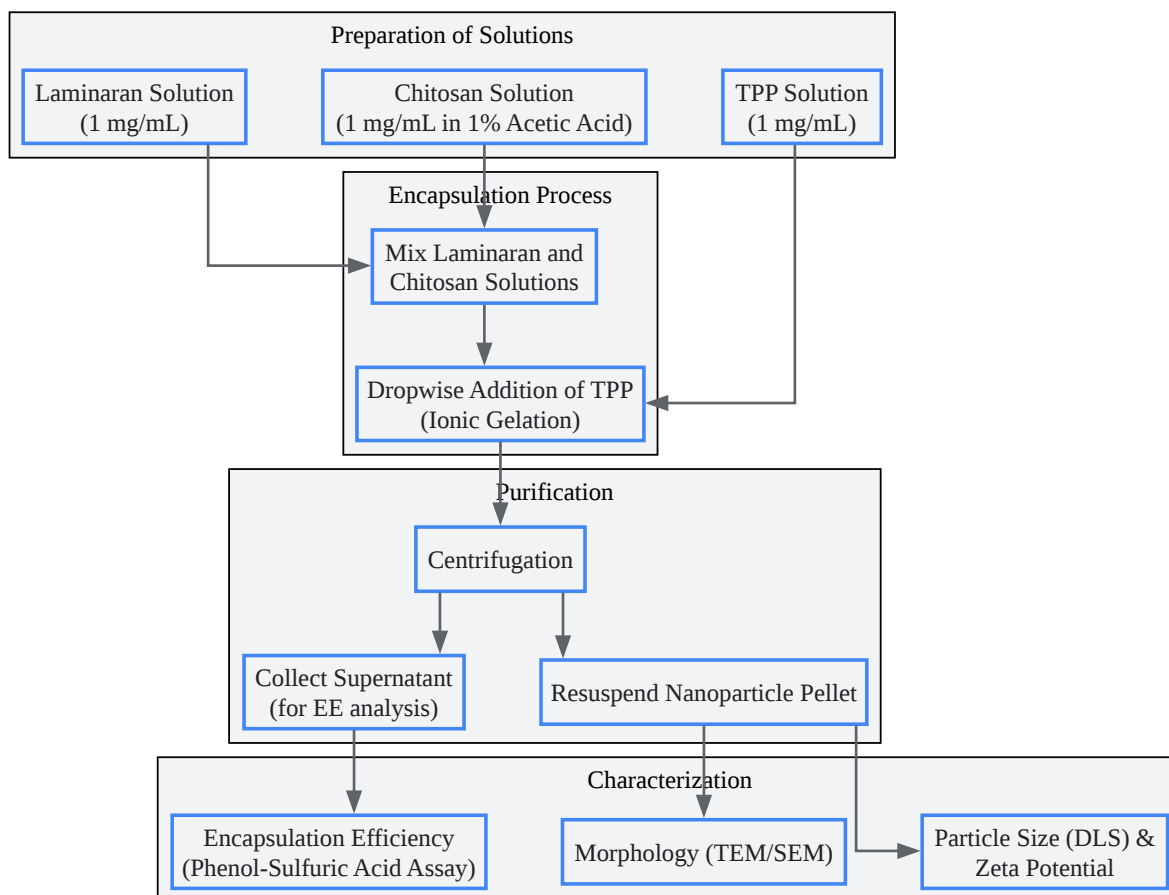 Preparation of Solutions
Laminaran Solution
(1 mg/mL)
Chitosan Solution
(1 mg/mL in 1% Acetic Acid)
TPP Solution
(1 mg/mL)
Encapsulation Process
Mix Laminaran and
Chitosan Solutions
Dropwise Addition of TPP
(Ionic Gelation)
Purification
Centrifugation
Collect Supernatant
(for EE analysis)
Resuspend Nanoparticle Pellet
Characterization
Encapsulation Efficiency
(Phenol-Sulfuric Acid Assay)
Morphology (TEM/SEM)
Particle Size (DLS) &
Zeta Potential